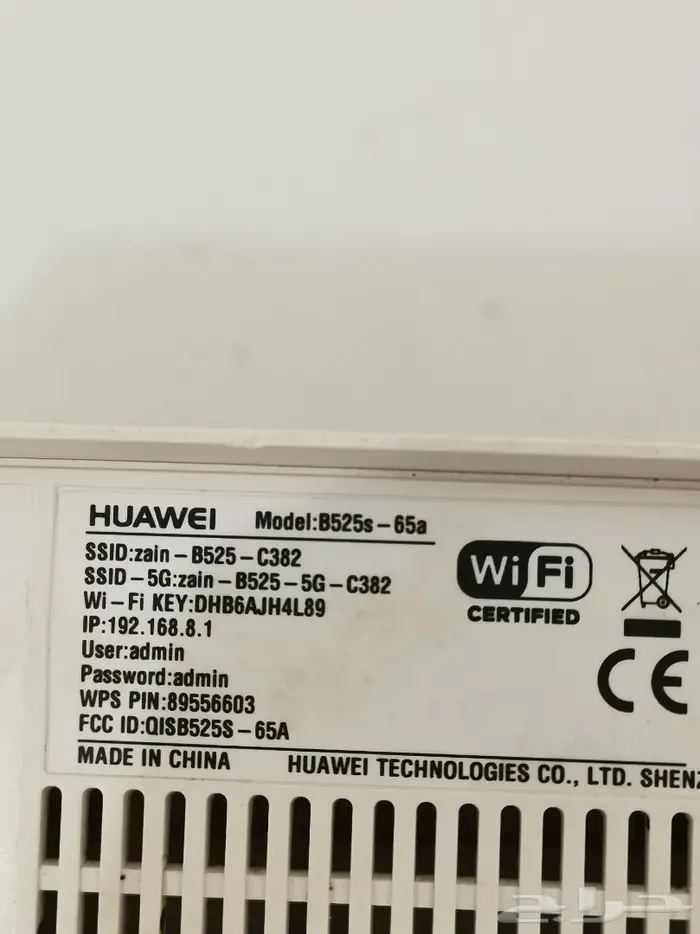 HUAWEI Model:B525s-65a
SSID:zain-B525-C382
SSID-5G:zain-B525-5G-C382
Wi-Fi KEY:DHB6AJH4L89
IP:192.168.8.1
User:admin
Password:admin
WPS PIN:89556603
FCC ID:QISB525S-65A
WiFi
CERTIFIED
CE
MADE IN CHINA HUAWEI TECHNOLOGIES CO., LTD. SHENZ
حراج